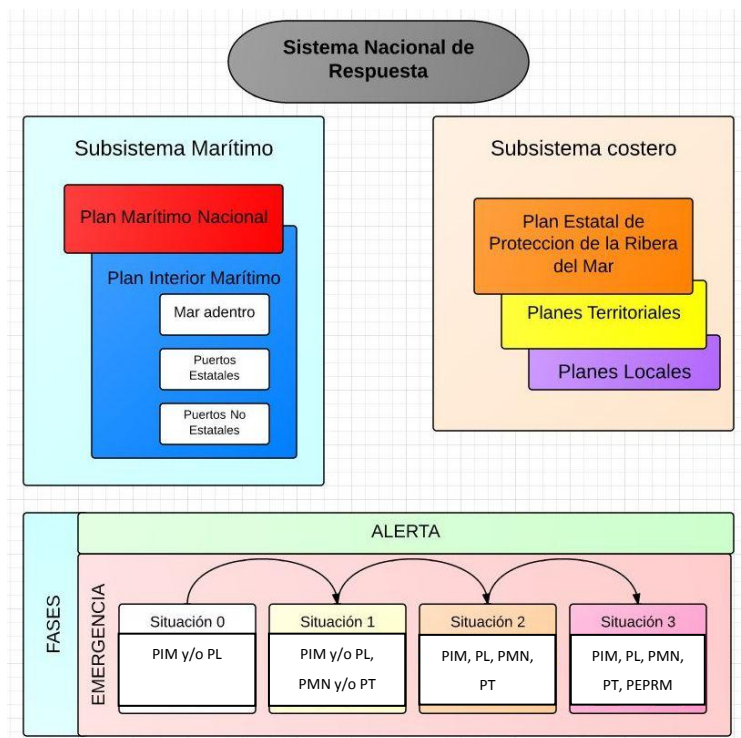 Sistema Nacional de
Respuesta
Subsistema Marítimo
Plan Marítimo Nacional
Plan Interior Marítimo
Mar adentro
Puertos
Estatales
Puertos No
Estatales
Subsistema costero
Plan Estatal de
Proteccion de la Ribera
del Mar
Planes Territoriales
Planes Locales
FASES
ALERTA
EMERGENCIA
Situación 0
PIM y/o PL
Situación 1
PIM y/o PL,
PMN y/o PT
Situación 2
PIM, PL, PMN,
PT
Situación 3
PIM, PL, PMN,
PT, PEPRM